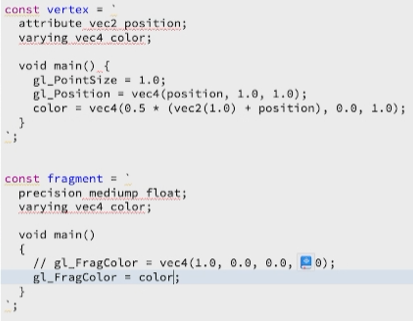 const vertex = `
attribute vec2 position;
varying vec4 color;
void main() {
gl_PointSize = 1.0;
gl_Position = vec4(position, 1.0, 1.0);
color = vec4(0.5 * (vec2(1.0) + position), 0.0, 1.0);
}
`;
const fragment = `
precision mediump float;
varying vec4 color;
void main()
{
// gl_FragColor = vec4(1.0, 0.0, 0.0, 0);
gl_FragColor = color;
}
`;